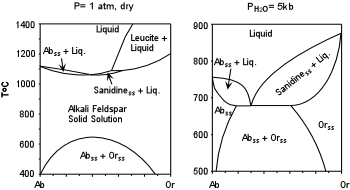 P= 1 atm, dry
PH2O= 5kb
1400
1200
1000
800
600
400
T°C
Liquid
Leucite +
Liquid
Abss + Liq.
Sanidiness + Liq.
Alkali Feldspar
Solid Solution
Abss + Orss
Ab
Or
900
800
700
600
500
Liquid
Abss + Liq.
Sanidiness + Liq.
Abss
Orss
Abss + Orss
Ab
Or